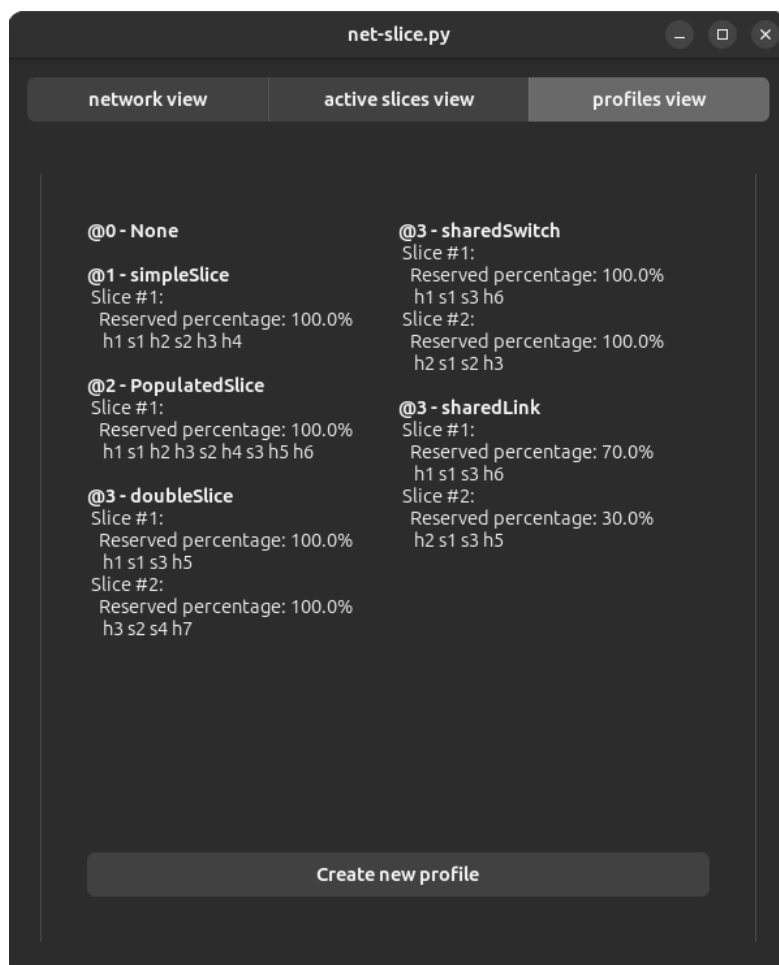 net-slice.py
network view
active slices view
profiles view
@0 - None
@1 - simpleSlice
Slice #1:
Reserved percentage: 100.0%
h1 s1 h2 s2 h3 h4
@2 - PopulatedSlice
Slice #1:
Reserved percentage: 100.0%
h1 s1 h2 h3 s2 h4 s3 h5 h6
@3 - doubleSlice
Slice #1:
Reserved percentage: 100.0%
h1 s1 s3 h5
Slice #2:
Reserved percentage: 100.0%
h3 s2 s4 h7
@3 - sharedSwitch
Slice #1:
Reserved percentage: 100.0%
h1 s1 s3 h6
Slice #2:
Reserved percentage: 100.0%
h2 s1 s2 h3
@3 - sharedLink
Slice #1:
Reserved percentage: 70.0%
h1 s1 s3 h6
Slice #2:
Reserved percentage: 30.0%
h2 s1 s3 h5
Create new profile